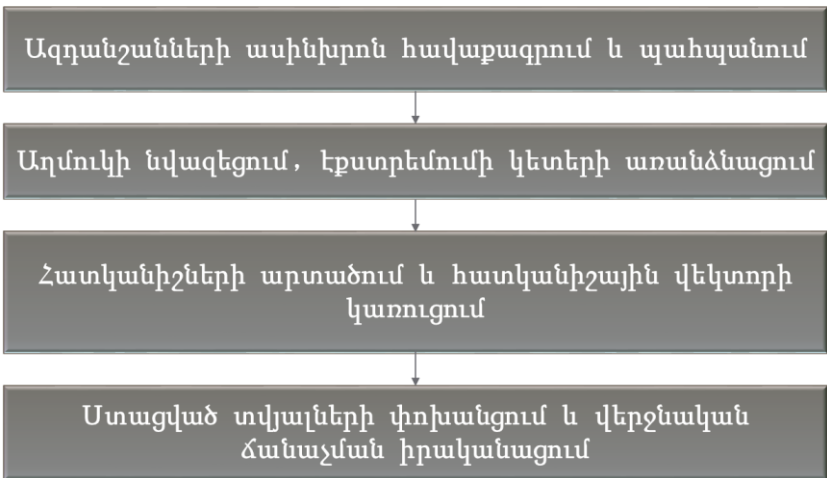 Ազդանշանների ասինխրոն հավաքագրում և պահպանում
Աղմուկի նվազեցում, էքստրեմումի կետերի առանձնացում
Հատկանիշների արտածում և հատկանիշային վեկտորի
կառուցում
Ստացված տվյալների փոխանցում և վերջնական
ճանաչման իրականացում